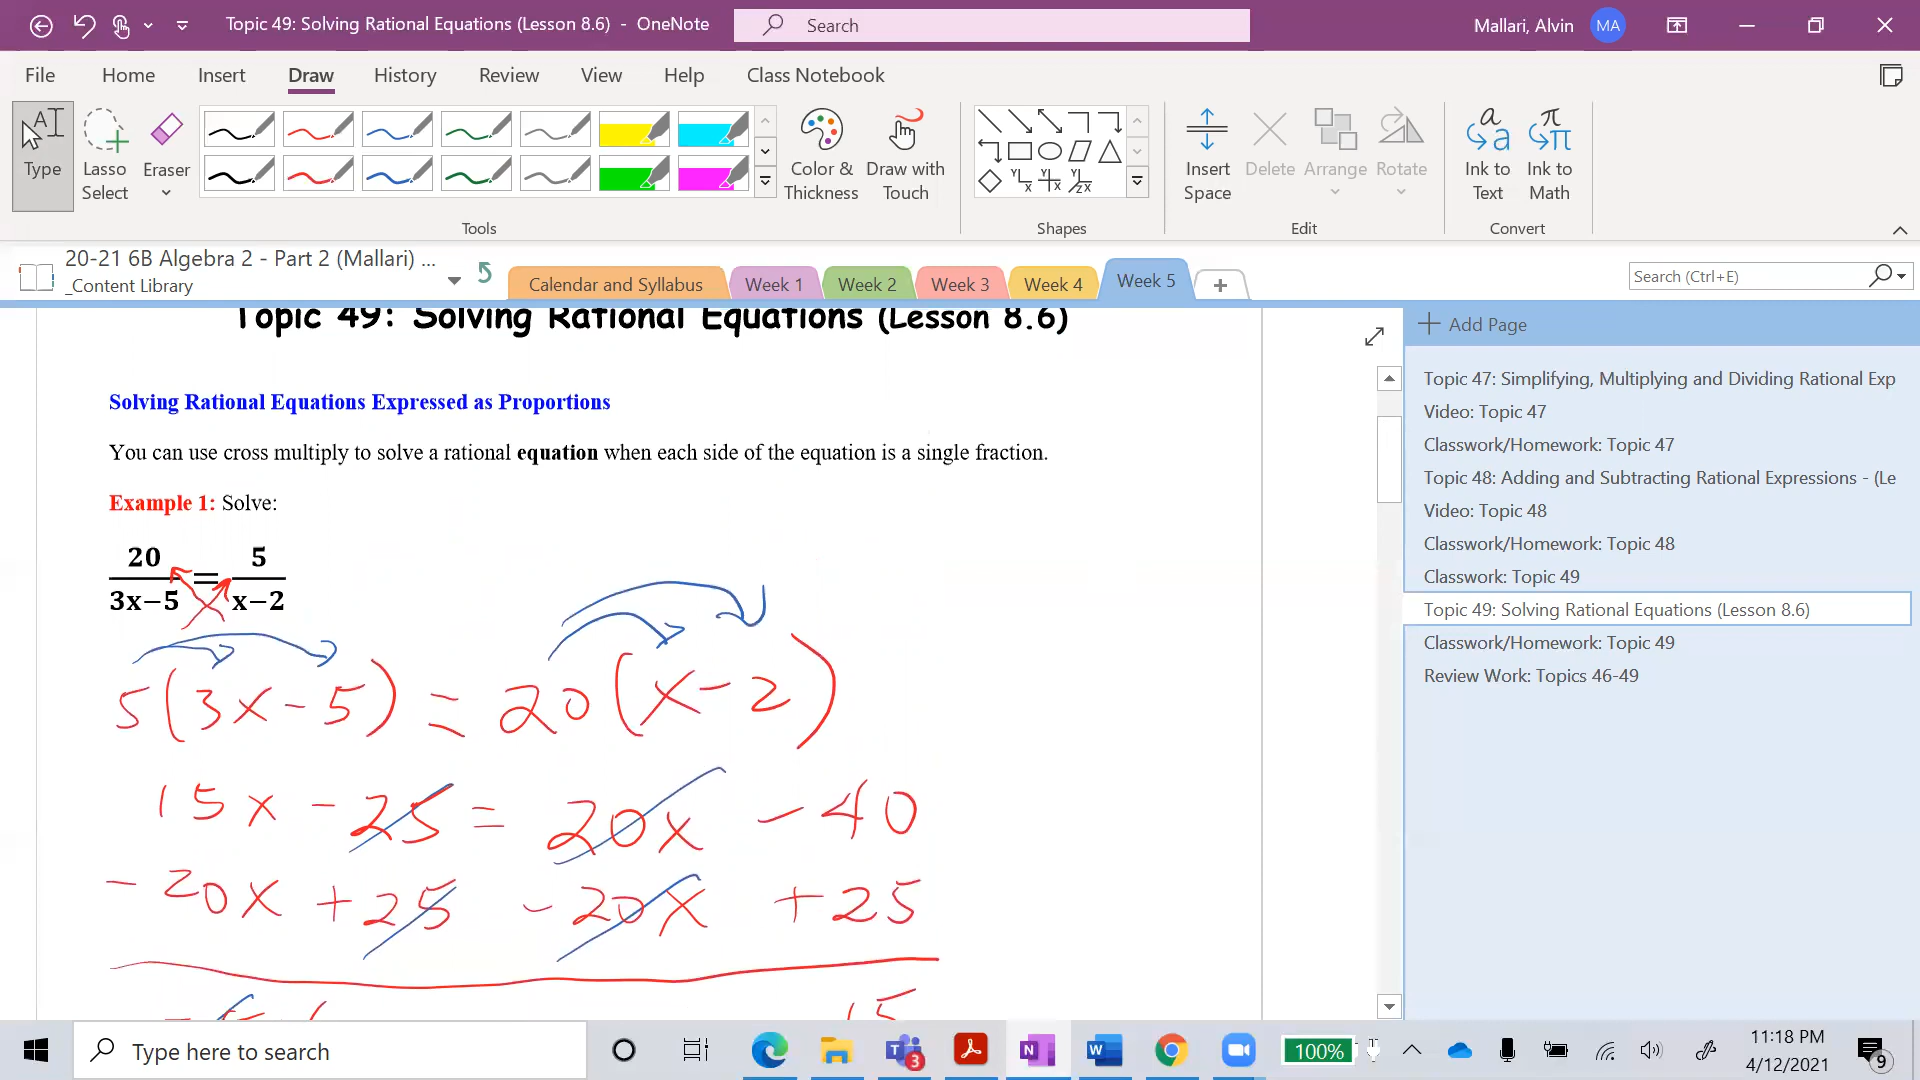 Topic 49: Solving Rational Equations (Lesson 8.6) - OneNote
Search
Mallari, Alvin
MA
File Home Insert Draw History Review View Help Class Notebook
Type
Lasso Select
Eraser
Color & Thickness
Draw with Touch
Insert Space
Delete
Arrange
Rotate
Ink to Text
Ink to Math
Tools
Shapes
Edit
Convert
20-21 6B Algebra 2 - Part 2 (Mallari) ...
_Content Library
Calendar and Syllabus
Week 1
Week 2
Week 3
Week 4
Week 5
Search (Ctrl+E)
Topic 49: Solving Rational Equations (Lesson 8.6)
Solving Rational Equations Expressed as Proportions
You can use cross multiply to solve a rational equation when each side of the equation is a single fraction.
Example 1: Solve:
20 = 5
3x−5 x−2
5(3x-5) = 20(x-2)
15x - 25 = 20x - 40
-20x +25 -20x +25
15
Add Page
Topic 47: Simplifying, Multiplying and Dividing Rational Exp
Video: Topic 47
Classwork/Homework: Topic 47
Topic 48: Adding and Subtracting Rational Expressions - (Le
Video: Topic 48
Classwork/Homework: Topic 48
Classwork: Topic 49
Topic 49: Solving Rational Equations (Lesson 8.6)
Classwork/Homework: Topic 49
Review Work: Topics 46-49
Type here to search
3
100%
11:18 PM
4/12/2021
9